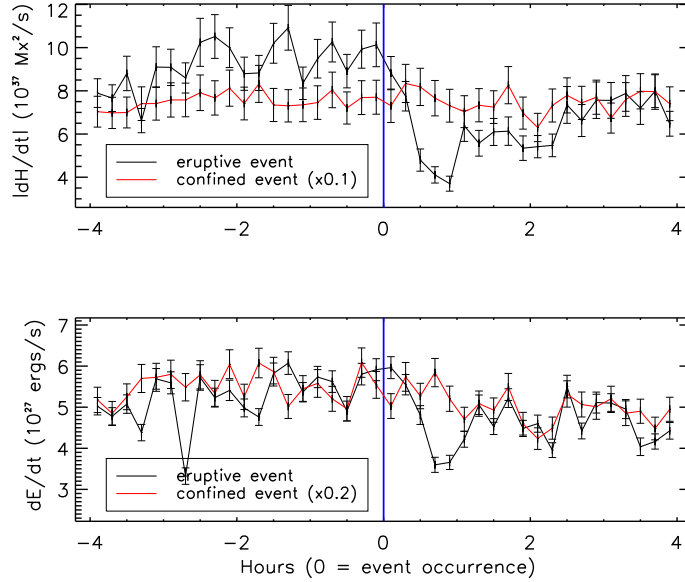 12
10
8
6
4
|dH/dt| (10³⁷ Mx²/s)
eruptive event
confined event (x0.1)
−4 −2 0 2 4
7
6
5
4
3
dE/dt (10²⁷ ergs/s)
eruptive event
confined event (x0.2)
−4 −2 0 2 4
Hours (0 = event occurrence)